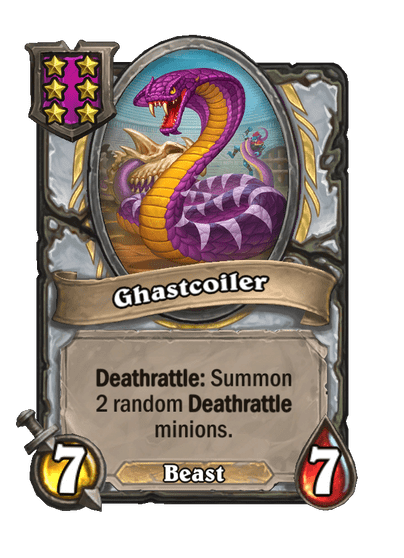 Ghastcoiler
Deathrattle: Summon
2 random Deathrattle
minions.
7
7
Beast